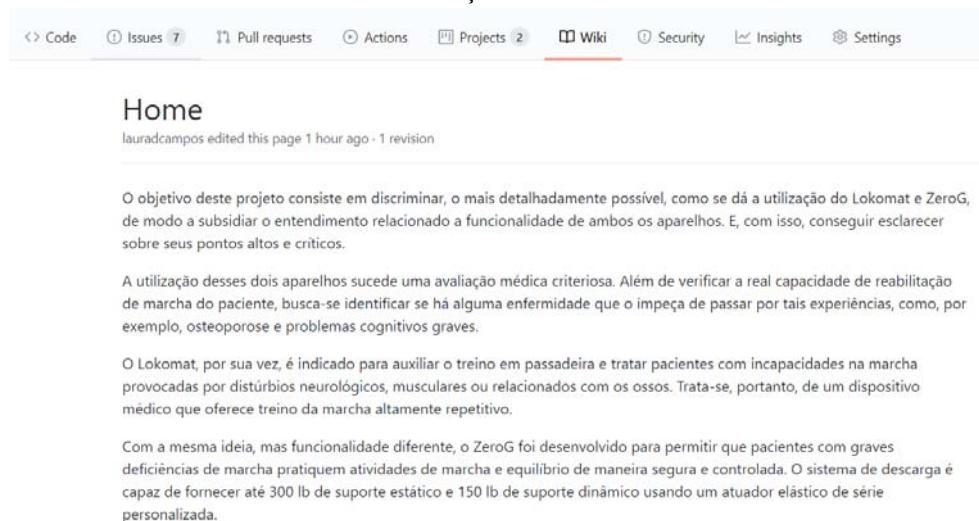 <> Code Issues 7 Pull requests Actions Projects 2 Wiki Security Insights Settings
Home
lauradcampos edited this page 1 hour ago · 1 revision
O objetivo deste projeto consiste em discriminar, o mais detalhadamente possível, como se dá a utilização do Lokomat e ZeroG,
de modo a subsidiar o entendimento relacionado a funcionalidade de ambos os aparelhos. E, com isso, conseguir esclarecer
sobre seus pontos altos e críticos.
A utilização desses dois aparelhos sucede uma avaliação médica criteriosa. Além de verificar a real capacidade de reabilitação
de marcha do paciente, busca-se identificar se há alguma enfermidade que o impeça de passar por tais experiências, como, por
exemplo, osteoporose e problemas cognitivos graves.
O Lokomat, por sua vez, é indicado para auxiliar o treino em passadeira e tratar pacientes com incapacidades na marcha
provocadas por distúrbios neurológicos, musculares ou relacionados com os ossos. Trata-se, portanto, de um dispositivo
médico que oferece treino da marcha altamente repetitivo.
Com a mesma ideia, mas funcionalidade diferente, o ZeroG foi desenvolvido para permitir que pacientes com graves
deficiências de marcha pratiquem atividades de marcha e equilíbrio de maneira segura e controlada. O sistema de descarga é
capaz de fornecer até 300 lb de suporte estático e 150 lb de suporte dinâmico usando um atuador elástico de série
personalizada.